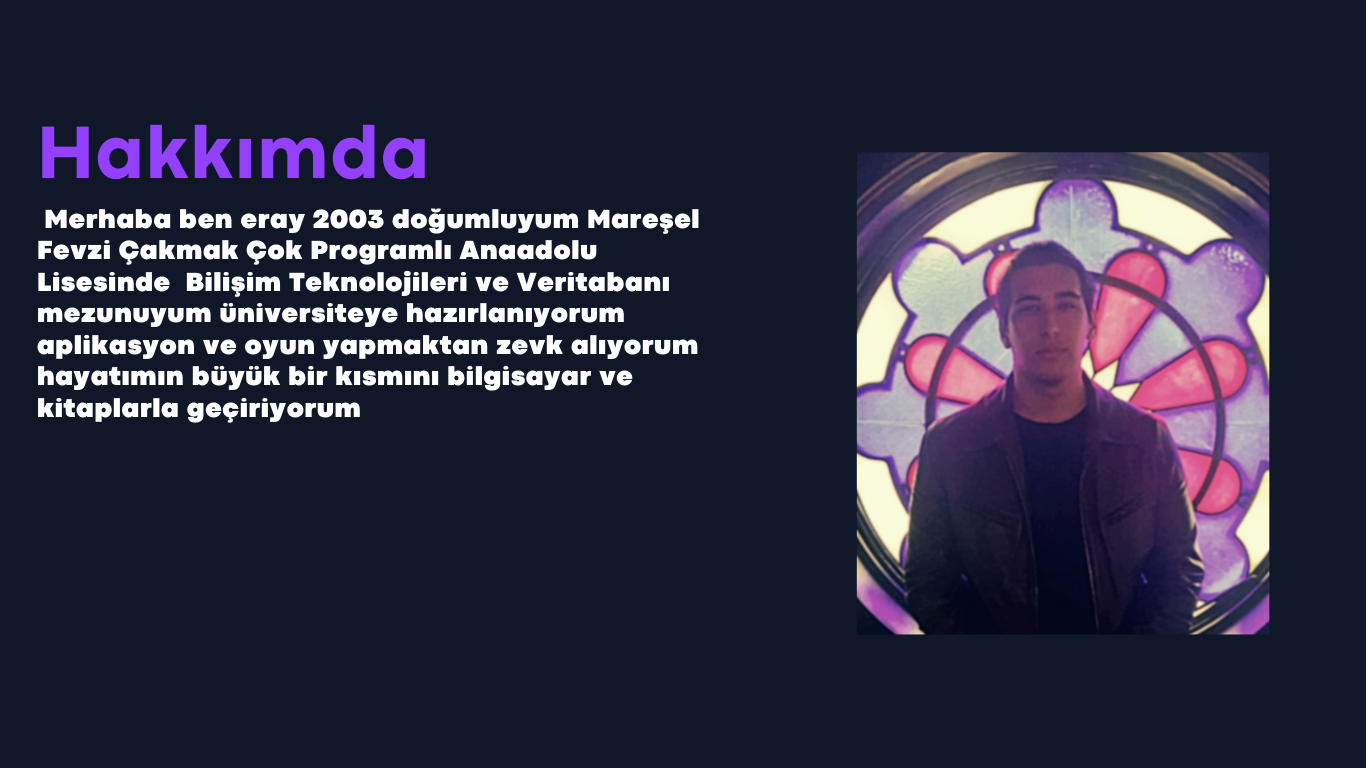 Hakkımda
Merhaba ben eray 2003 doğumluyum Mareşel
Fevzi Çakmak Çok Programlı Anaadolu
Lisesinde  Bilişim Teknolojileri ve Veritabanı
mezunuyum üniversiteye hazırlanıyorum
aplikasyon ve oyun yapmaktan zevk alıyorum
hayatımın büyük bir kısmını bilgisayar ve
kitaplarla geçiriyorum